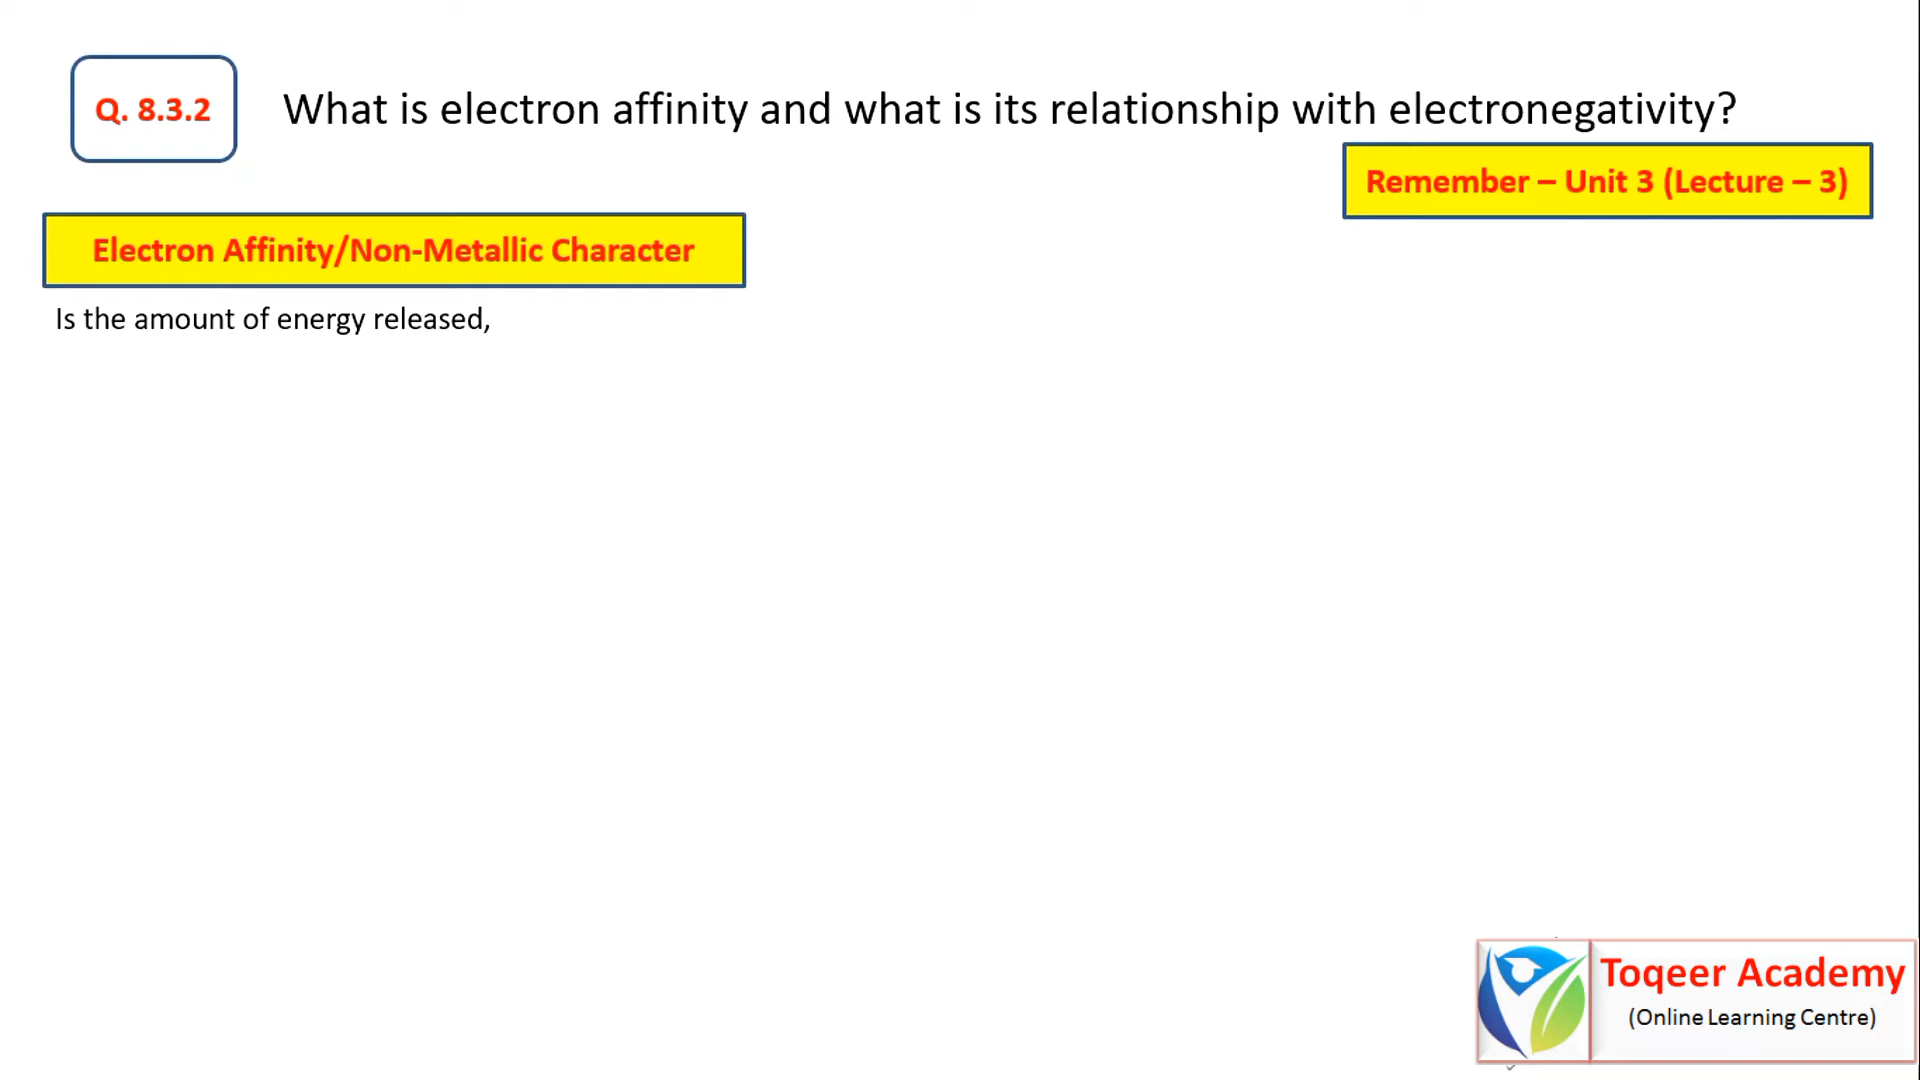 Q. 8.3.2
What is electron affinity and what is its relationship with electronegativity?
Remember – Unit 3 (Lecture – 3)
Electron Affinity/Non-Metallic Character
Is the amount of energy released,
Toqeer Academy
(Online Learning Centre)